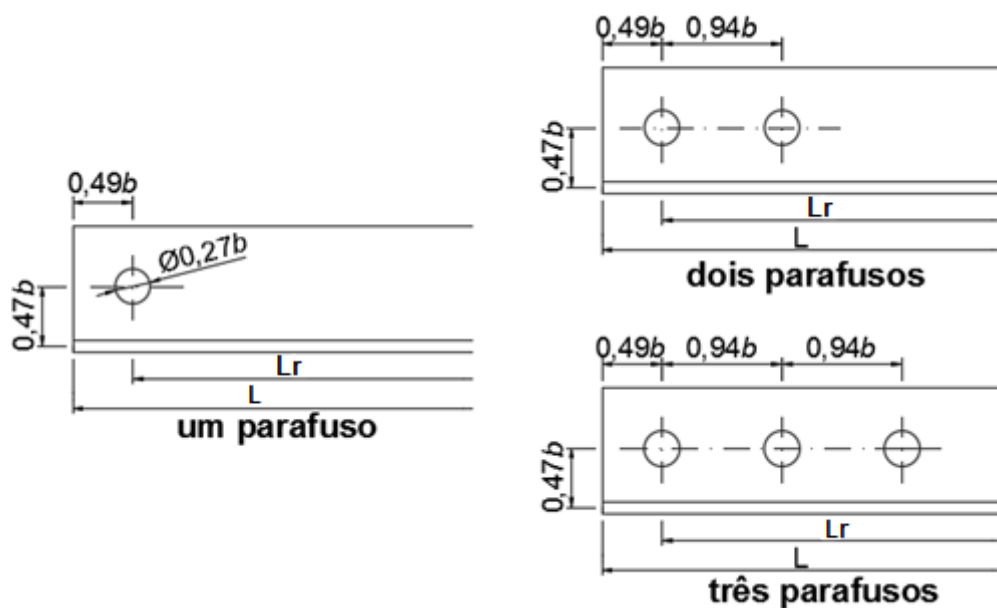 0,49b
Ø0,27b
0,47b
Lr
L
um parafuso
0,49b 0,94b
0,47b
Lr
L
dois parafusos
0,49b 0,94b 0,94b
0,47b
Lr
L
três parafusos